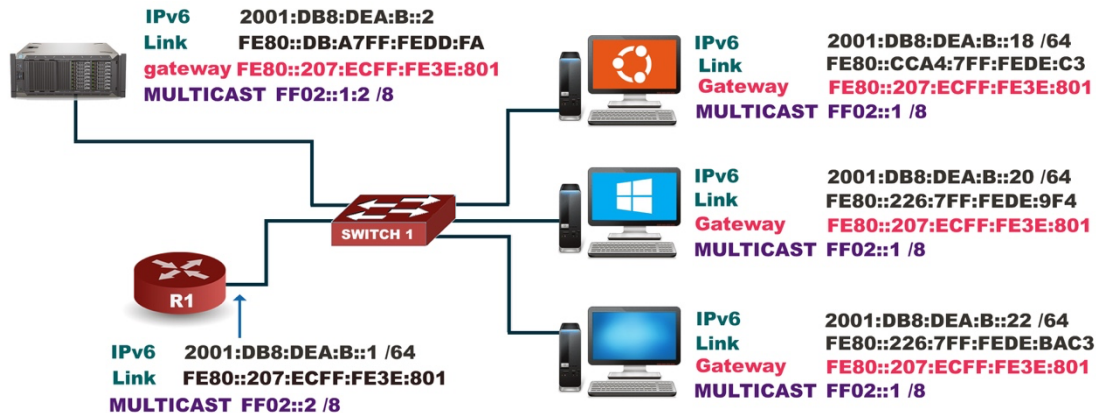 IPv6 2001:DB8:DEA:B::2
Link FE80::DB:A7FF:FEDD:FA
gateway FE80::207:ECFF:FE3E:801
MULTICAST FF02::1:2 /8
IPv6 2001:DB8:DEA:B::18 /64
Link FE80::CCA4:7FF:FEDE:C3
Gateway FE80::207:ECFF:FE3E:801
MULTICAST FF02::1 /8
SWITCH 1
IPv6 2001:DB8:DEA:B::20 /64
Link FE80::226:7FF:FEDE:9F4
Gateway FE80::207:ECFF:FE3E:801
MULTICAST FF02::1 /8
R1
IPv6 2001:DB8:DEA:B::1 /64
Link FE80::207:ECFF:FE3E:801
MULTICAST FF02::2 /8
IPv6 2001:DB8:DEA:B::22 /64
Link FE80::226:7FF:FEDE:BAC3
Gateway FE80::207:ECFF:FE3E:801
MULTICAST FF02::1 /8